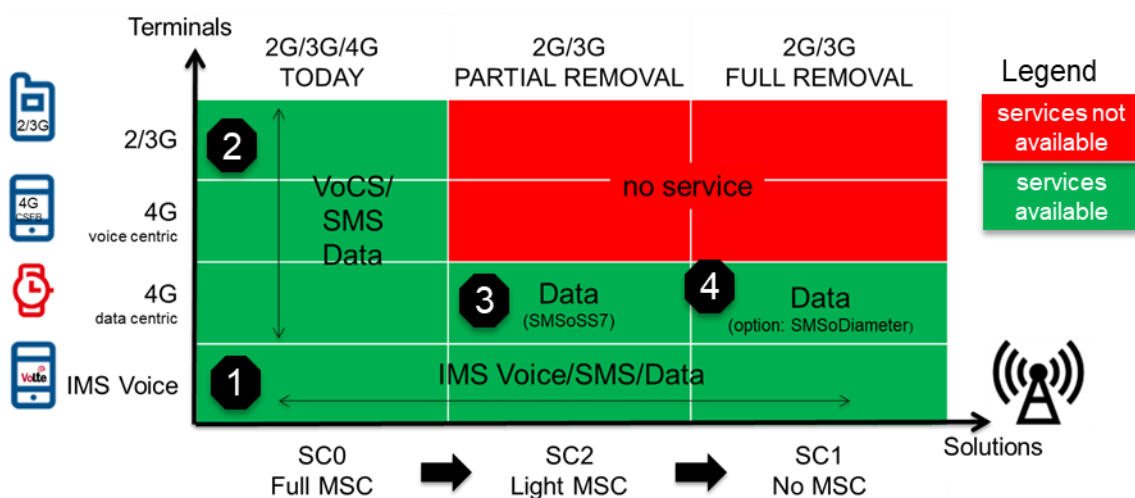 Terminals
2G/3G/4G
TODAY
2G/3G
PARTIAL REMOVAL
2G/3G
FULL REMOVAL
Legend
services not
available
services
available
2/3G
2/3G
2
4G
CSFB
4G
voice centric
VoCS/
SMS
Data
no service
4G
data centric
3
Data
(SMSoSS7)
4
Data
(option: SMSoDiameter)
VoLTE
IMS Voice
1
IMS Voice/SMS/Data
Solutions
SC0
Full MSC
SC2
Light MSC
SC1
No MSC